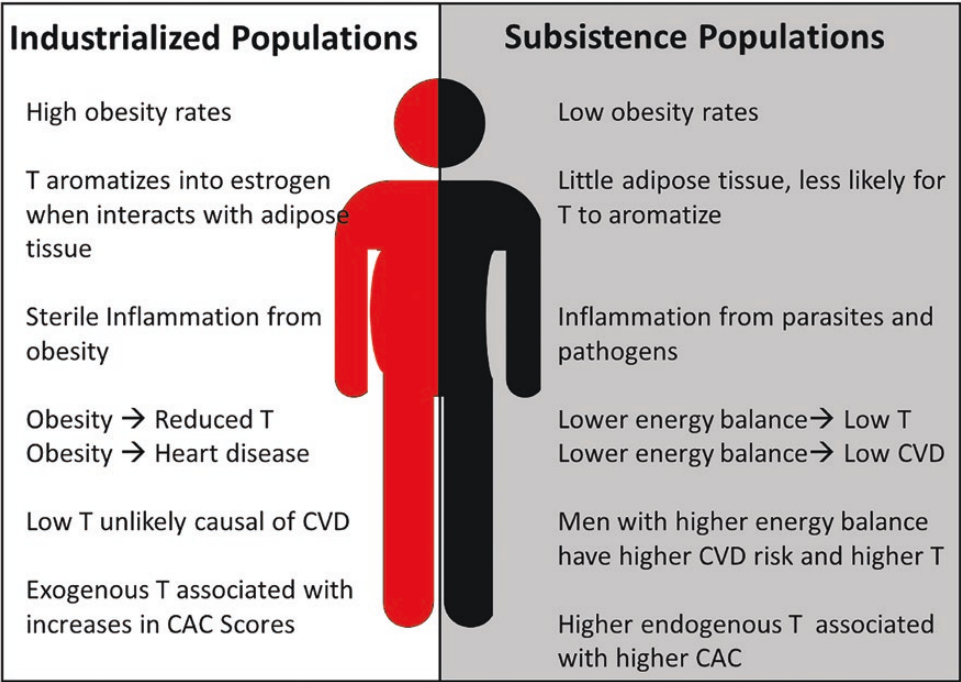 Industrialized Populations
High obesity rates
T aromatizes into estrogen
when interacts with adipose
tissue
Sterile Inflammation from
obesity
Obesity → Reduced T
Obesity → Heart disease
Low T unlikely causal of CVD
Exogenous T associated with
increases in CAC Scores
Subsistence Populations
Low obesity rates
Little adipose tissue, less likely for
T to aromatize
Inflammation from parasites and
pathogens
Lower energy balance→ Low T
Lower energy balance→ Low CVD
Men with higher energy balance
have higher CVD risk and higher T
Higher endogenous T associated
with higher CAC